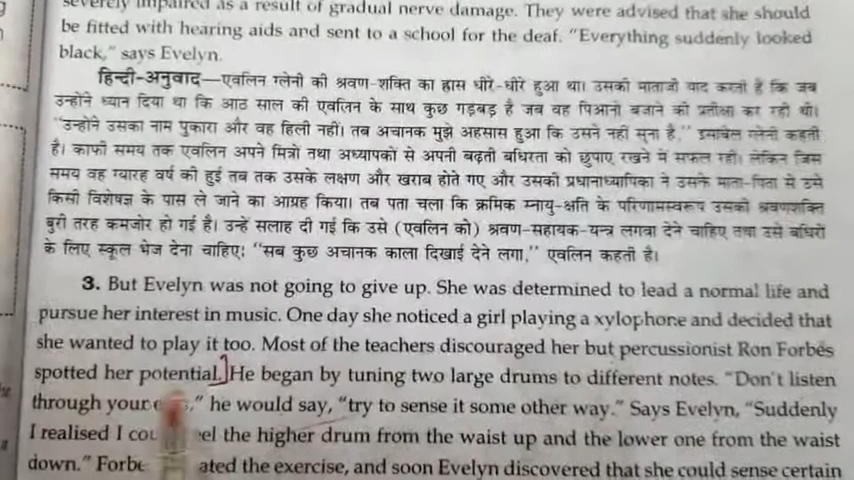 severely impaired as a result of gradual nerve damage. They were advised that she should
be fitted with hearing aids and sent to a school for the deaf. "Everything suddenly looked
black," says Evelyn.
हिन्दी-अनुवाद—एवलिन ग्लेनी की श्रवण-शक्ति का ह्रास धीरे-धीरे हुआ था। उसकी माताजी याद करती हैं कि जब
उन्होंने ध्यान दिया था कि आठ साल की एवलिन के साथ कुछ गड़बड़ है जब वह पिआनो बजाने की प्रतीक्षा कर रही थी।
"उन्होंने उसका नाम पुकारा और वह हिली नहीं। तब अचानक मुझे अहसास हुआ कि उसने नहीं सुना है," इसाबेल ग्लेनी कहती
है। काफी समय तक एवलिन अपने मित्रों तथा अध्यापकों से अपनी बढ़ती बधिरता को छुपाए रखने में सफल रही। लेकिन जिस
समय वह ग्यारह वर्ष की हुई तब तक उसके लक्षण और खराब होते गए और उसकी प्रधानाध्यापिका ने उसके माता-पिता से उसे
किसी विशेषज्ञ के पास ले जाने का आग्रह किया। तब पता चला कि क्रमिक स्नायु-क्षति के परिणामस्वरूप उसकी श्रवणशक्ति
बुरी तरह कमजोर हो गई है। उन्हें सलाह दी गई कि उसे (एवलिन को) श्रवण-सहायक-यन्त्र लगवा देने चाहिए तथा उसे बधिरों
के लिए स्कूल भेज देना चाहिए। "सब कुछ अचानक काला दिखाई देने लगा," एवलिन कहती है।
3. But Evelyn was not going to give up. She was determined to lead a normal life and
pursue her interest in music. One day she noticed a girl playing a xylophone and decided that
she wanted to play it too. Most of the teachers discouraged her but percussionist Ron Forbes
spotted her potential. He began by tuning two large drums to different notes. "Don't listen
through your," he would say, "try to sense it some other way." Says Evelyn, "Suddenly
I realised I the higher drum from the waist up and the lower one from the waist
down." the exercise, and soon Evelyn discovered that she could sense certain